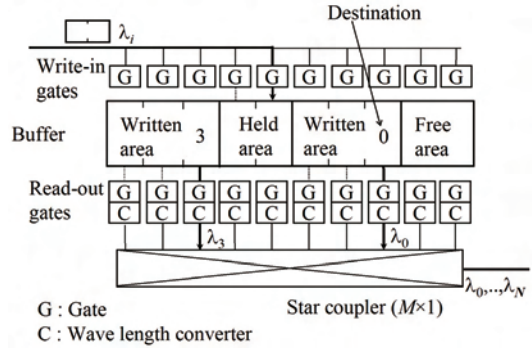 Destination
λi
Write-in gates
G G G G G G G G G G
Buffer
Written area 3
Held area
Written area 0
Free area
Read-out gates
G G G G G G G G G G
C C C C C C C C C C
λ3
λ0
λ0,..,λN
G : Gate
Star coupler (M×1)
C : Wave length converter